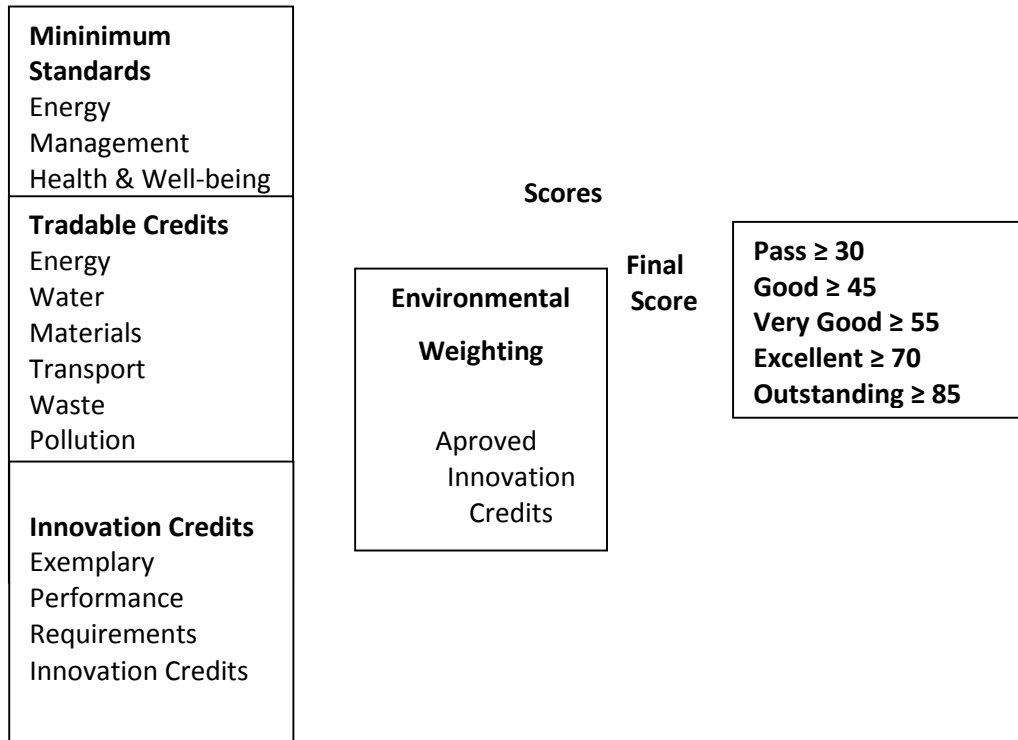 Mininimum
Standards
Energy
Management
Health & Well-being
Tradable Credits
Energy
Water
Materials
Transport
Waste
Pollution
Innovation Credits
Exemplary
Performance
Requirements
Innovation Credits
Scores
Environmental
Weighting
Aproved
Innovation
Credits
Final
Score
Pass ≥ 30
Good ≥ 45
Very Good ≥ 55
Excellent ≥ 70
Outstanding ≥ 85